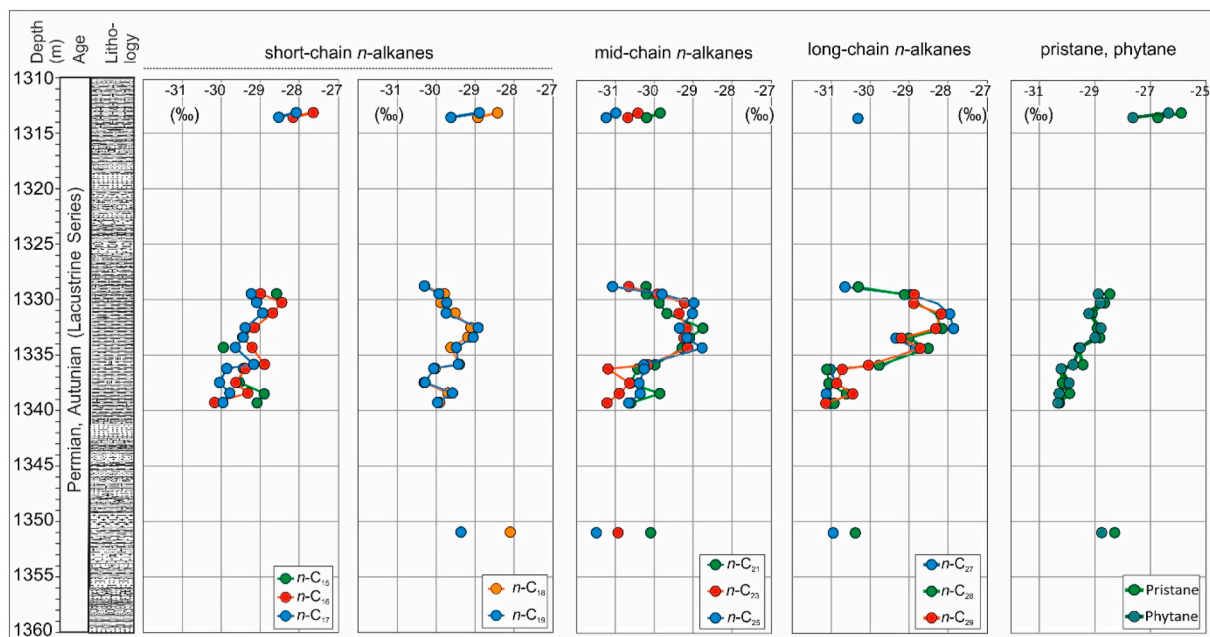 Depth
(m)
Age
Litho-
logy
short-chain n-alkanes
mid-chain n-alkanes
long-chain n-alkanes
pristane, phytane
1310
1315
1320
1325
1330
1335
1340
1345
1350
1355
1360
Permian, Autunian (Lacustrine Series)
-31 -30 -29 -28 -27
(‰)
-31 -30 -29 -28 -27
(‰)
-31 -30 -29 -28 -27
(‰)
-31 -30 -29 -28 -27
(‰)
-31 -29 -27 -25
(‰)
n-C15
n-C16
n-C17
n-C18
n-C19
n-C21
n-C23
n-C25
n-C27
n-C28
n-C29
Pristane
Phytane